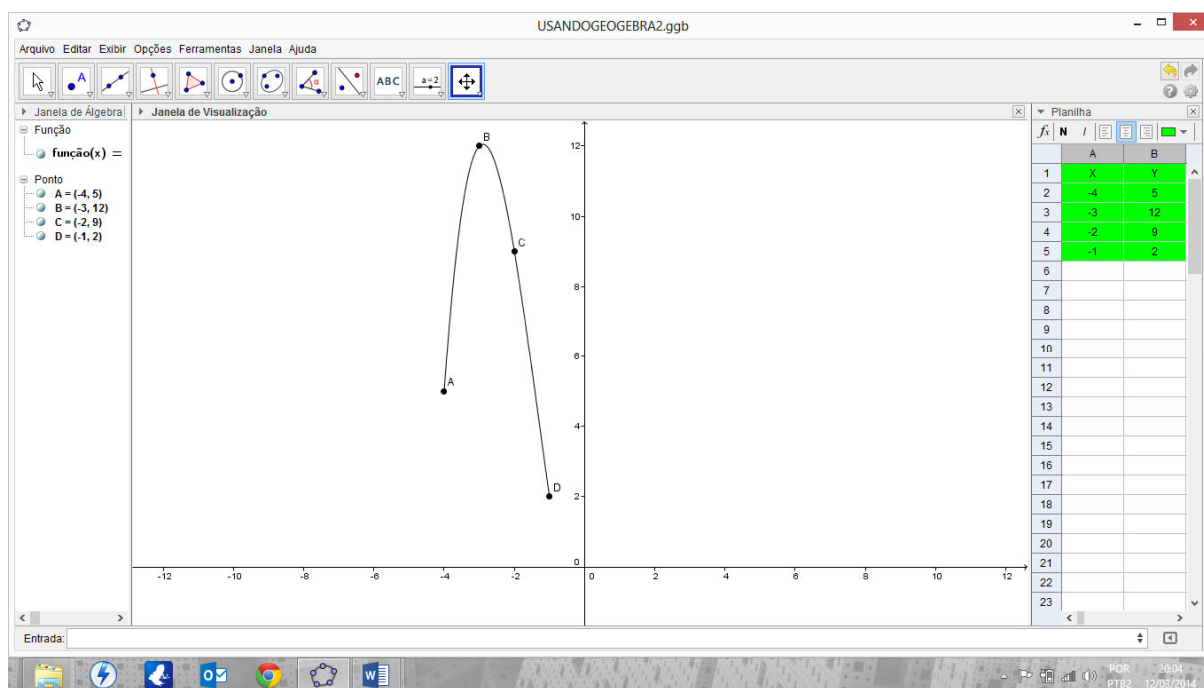 USANDOGEOGEBRA2.ggb
Arquivo Editar Exibir Opções Ferramentas Janela Ajuda
A
α
ABC
a=2
Janela de Álgebra
Janela de Visualização
Planilha
Função
função(x) =
Ponto
A = (-4, 5)
B = (-3, 12)
C = (-2, 9)
D = (-1, 2)
B
C
A
D
12
10
8
6
4
2
0
-12 -10 -8 -6 -4 -2 0 2 4 6 8 10 12
fx N I
A B
1 X Y
2 -4 5
3 -3 12
4 -2 9
5 -1 2
6
7
8
9
10
11
12
13
14
15
16
17
18
19
20
21
22
23
Entrada:
POR 20:04
PTB2 12/03/2014